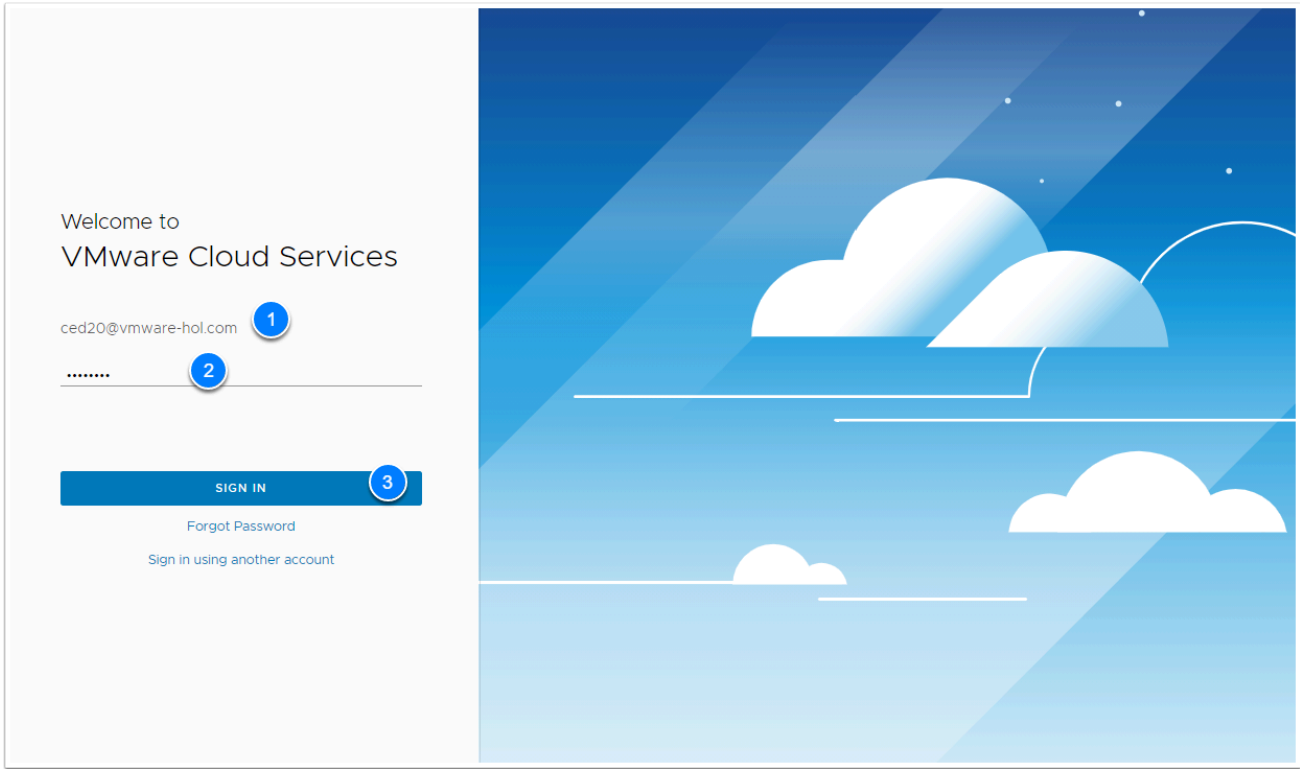 Welcome to
VMware Cloud Services
ced20@vmware-hol.com 1
•••••••• 2
SIGN IN 3
Forgot Password
Sign in using another account